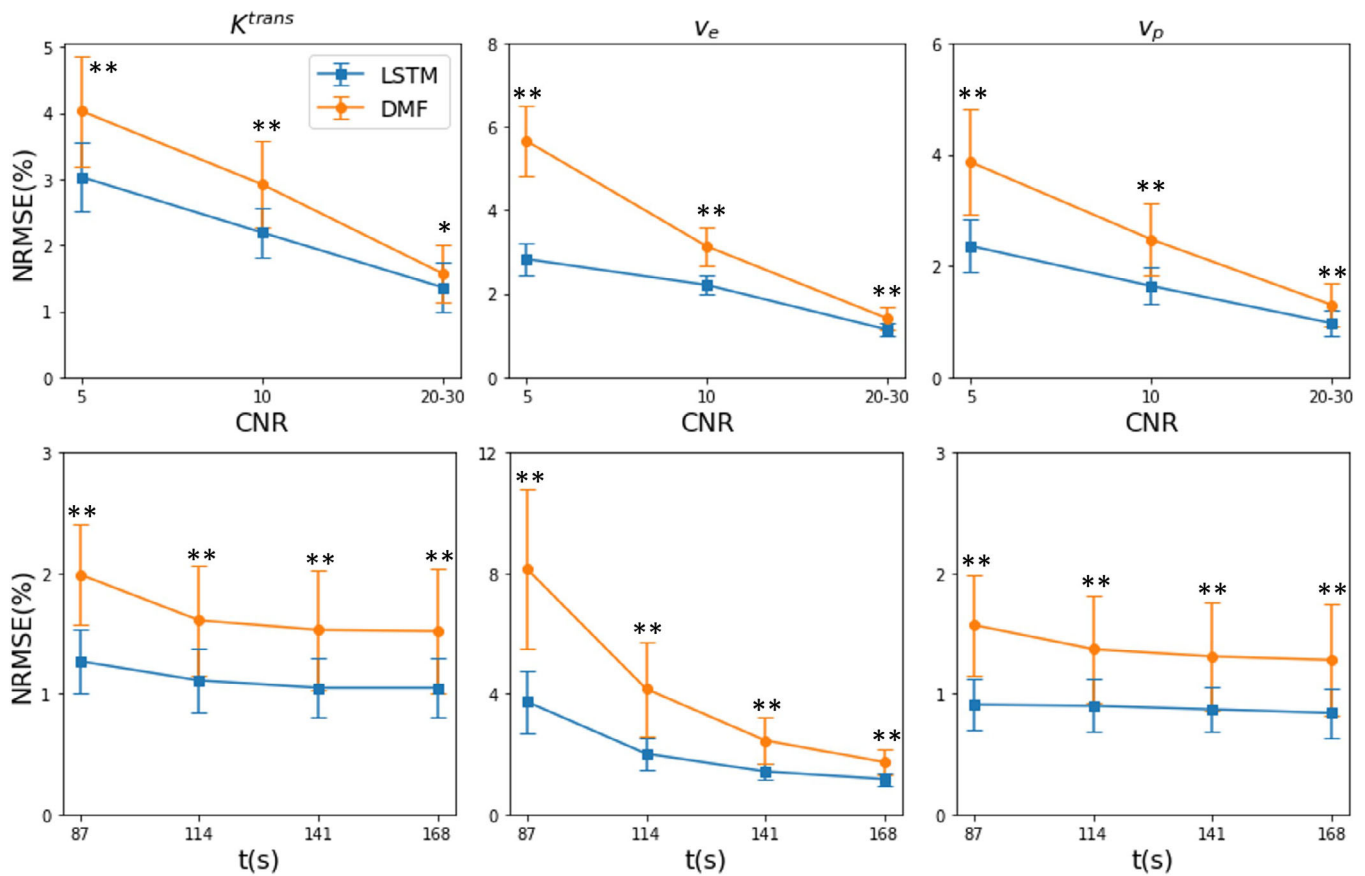 K^trans
v_e
v_p
NRMSE(%)
5
4
3
2
1
0
**
**
*
LSTM
DMF
5 10 20-30
CNR
8
6
4
2
0
**
**
**
5 10 20-30
CNR
6
4
2
0
**
**
**
5 10 20-30
CNR
NRMSE(%)
3
2
1
0
**
**
**
**
87 114 141 168
t(s)
12
8
4
0
**
**
**
**
87 114 141 168
t(s)
3
2
1
0
**
**
**
**
87 114 141 168
t(s)